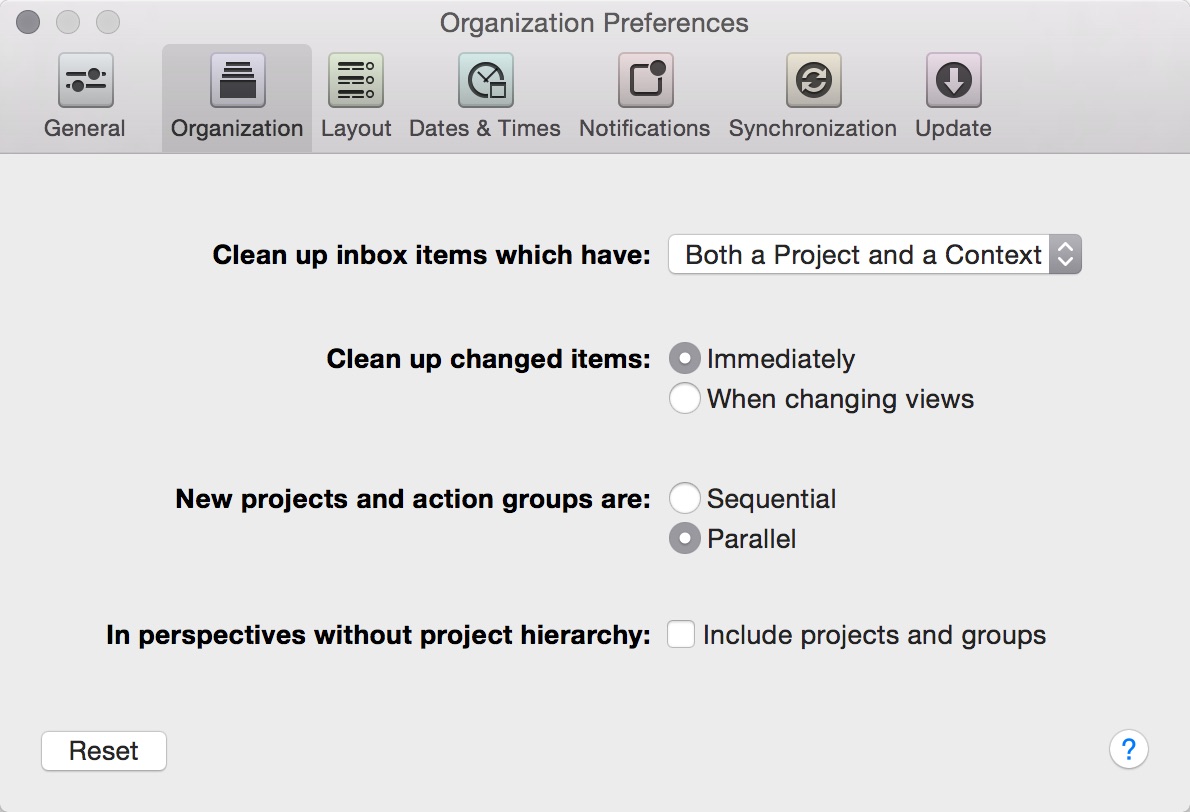 Organization Preferences
General Organization Layout Dates & Times Notifications Synchronization Update
Clean up inbox items which have: Both a Project and a Context
Clean up changed items: Immediately
When changing views
New projects and action groups are: Sequential
Parallel
In perspectives without project hierarchy: Include projects and groups
Reset ?